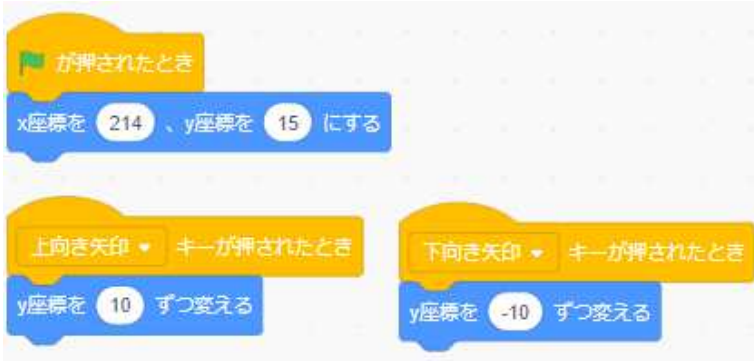 が押されたとき
x座標を 214 、y座標を 15 にする
上向き矢印 キーが押されたとき
y座標を 10 ずつ変える
下向き矢印 キーが押されたとき
y座標を -10 ずつ変える